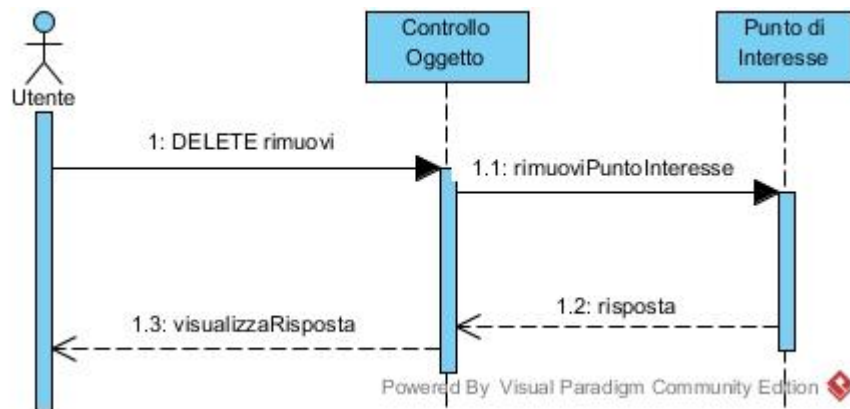 Controllo
Oggetto
Punto di
Interesse
Utente
1: DELETE rimuovi
1.1: rimuoviPuntoInteresse
1.2: risposta
1.3: visualizzaRisposta
Powered By Visual Paradigm Community Edition